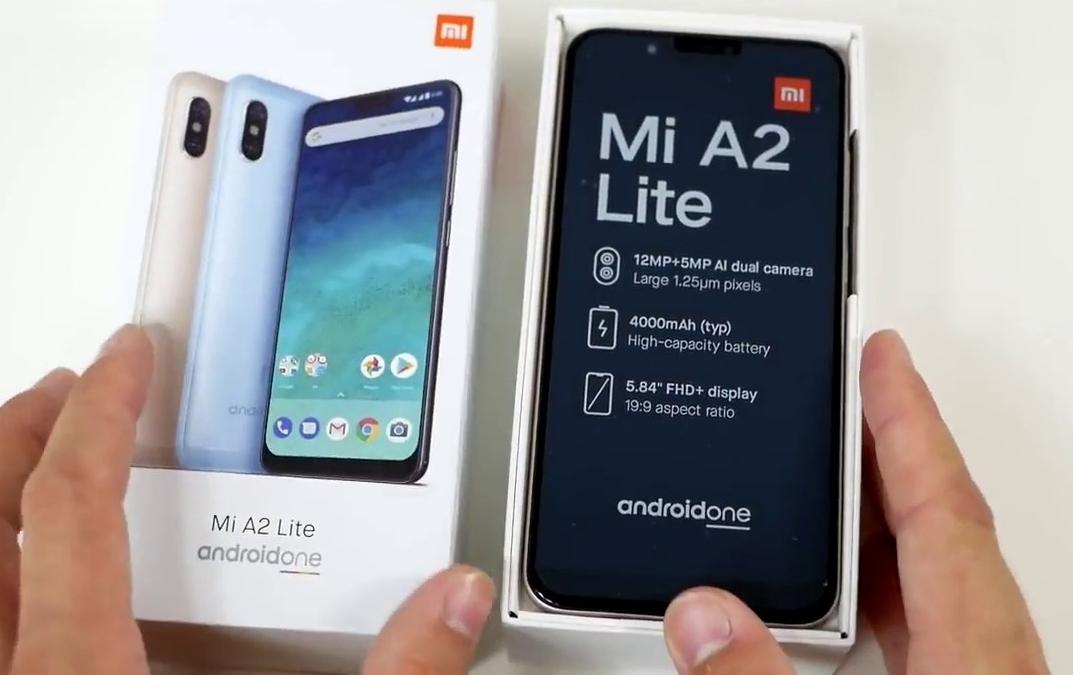 mi
Mi A2 Lite
androidone
mi
Mi A2
Lite
12MP+5MP AI dual camera
Large 1.25μm pixels
4000mAh (typ)
High-capacity battery
5.84" FHD+ display
19:9 aspect ratio
androidone